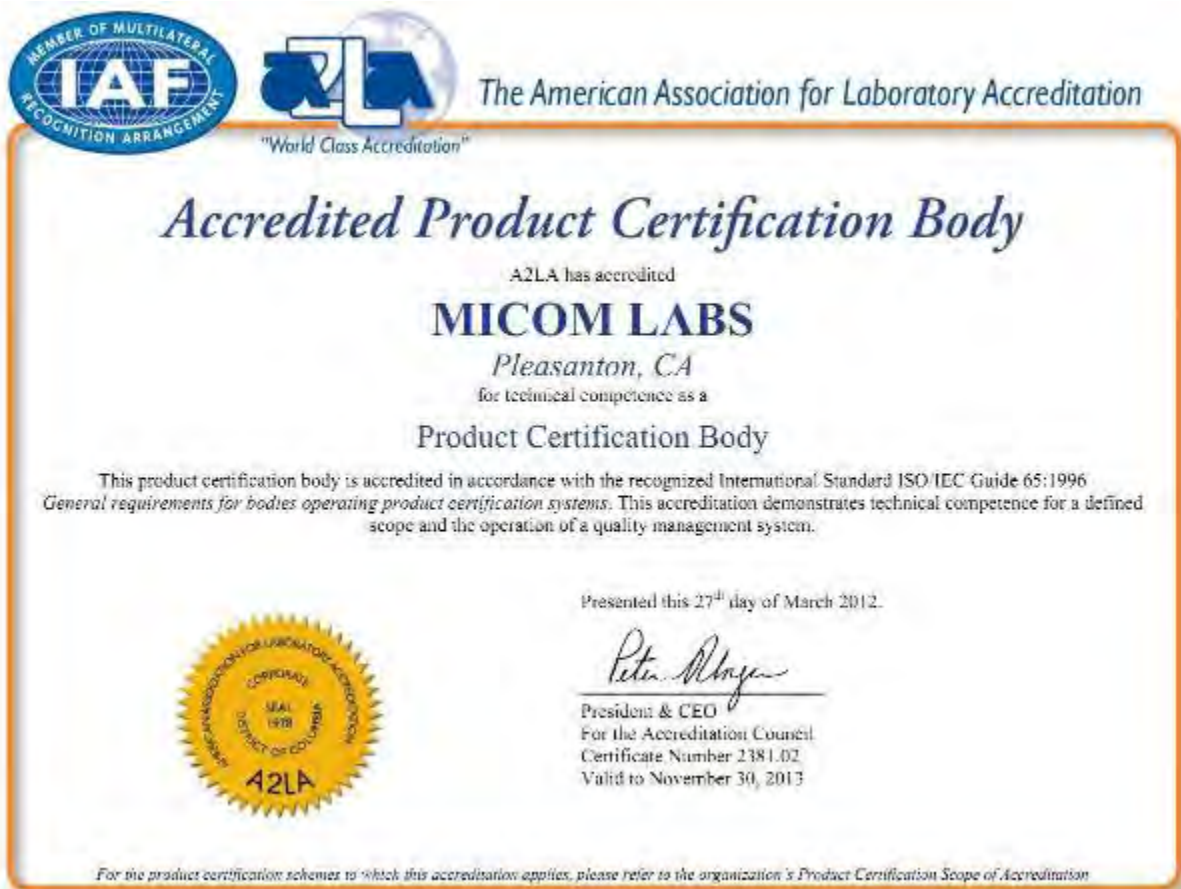 MEMBER OF MULTILATERAL
IAF
RECOGNITION ARRANGEMENT
a2la
"World Class Accreditation"
The American Association for Laboratory Accreditation
Accredited Product Certification Body
A2LA has accredited
MICOM LABS
Pleasanton, CA
for technical competence as a
Product Certification Body
This product certification body is accredited in accordance with the recognized International Standard ISO/IEC Guide 65:1996
General requirements for bodies operating product certification systems. This accreditation demonstrates technical competence for a defined
scope and the operation of a quality management system.
Presented this 27th day of March 2012.
Peter
President & CEO
For the Accreditation Council
Certificate Number 2381.02
Valid to November 30, 2013
AMERICAN ASSOCIATION FOR LABORATORY ACCREDITATION
CORPORATE
SEAL
1978
DISTRICT OF COLUMBIA
A2LA
For the product certification schemes to which this accreditation applies, please refer to the organization's Product Certification Scope of Accreditation